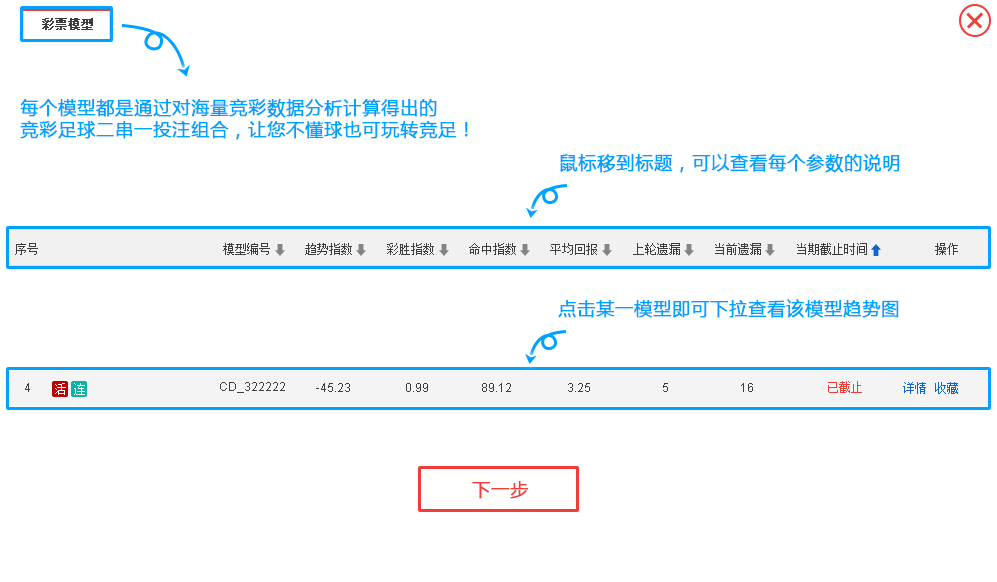 彩票模型
每个模型都是通过对海量竞彩数据分析计算得出的
竞彩足球二串一投注组合，让您不懂球也可玩转竞足！
鼠标移到标题，可以查看每个参数的说明
序号 模型编号 趋势指数 彩胜指数 命中指数 平均回报 上轮遗漏 当前遗漏 当期截止时间 操作
点击某一模型即可下拉查看该模型趋势图
4 活 连 CD_322222 -45.23 0.99 89.12 3.25 5 16 已截止 详情 收藏
下一步